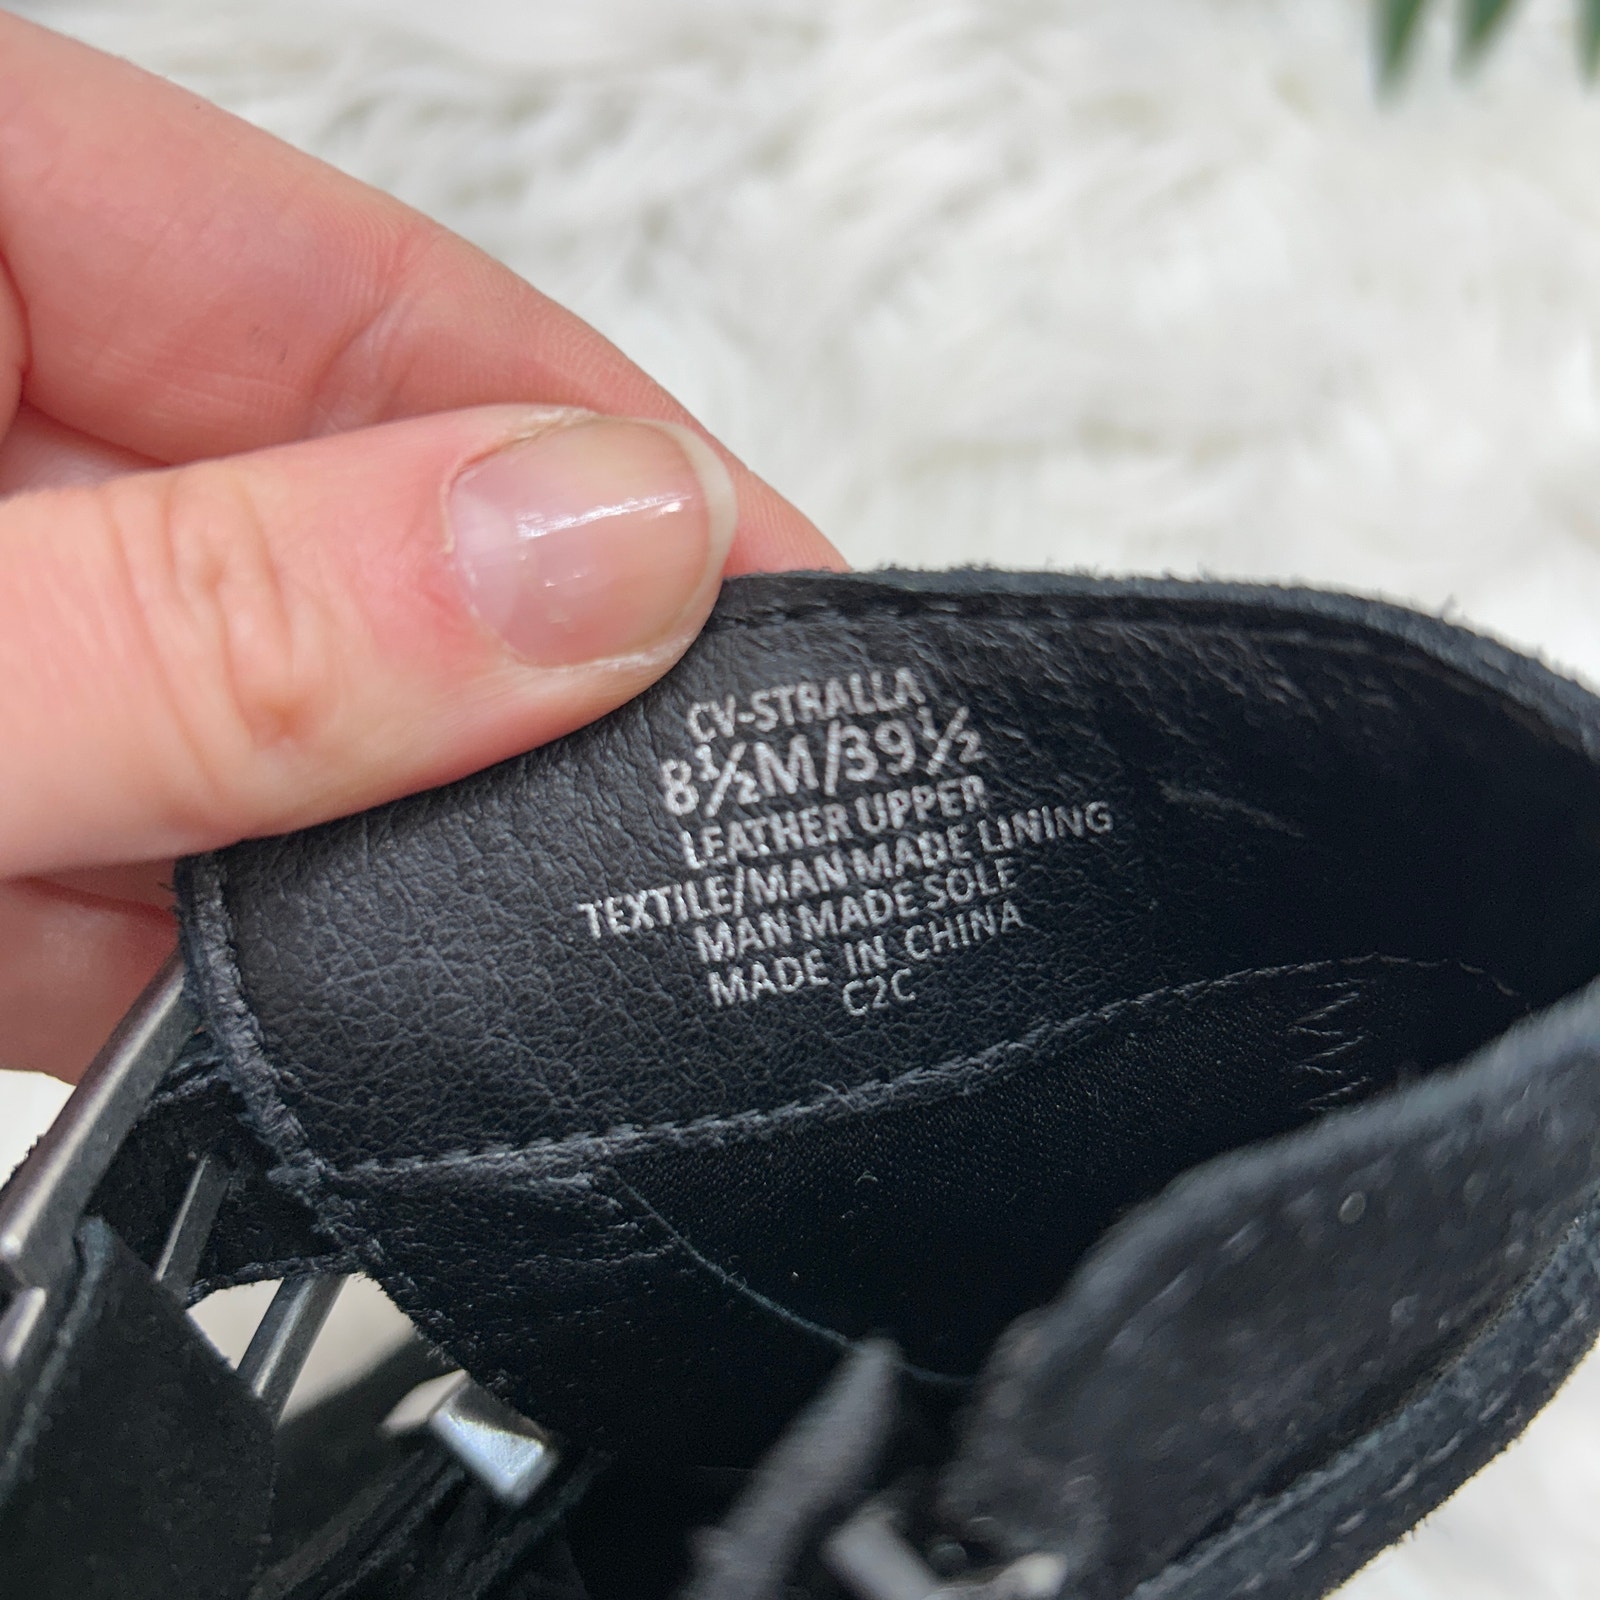 CV-STRALLA
8½M/39½
LEATHER UPPER
TEXTILE/MAN MADE LINING
MAN MADE SOLE
MADE IN CHINA
C2C